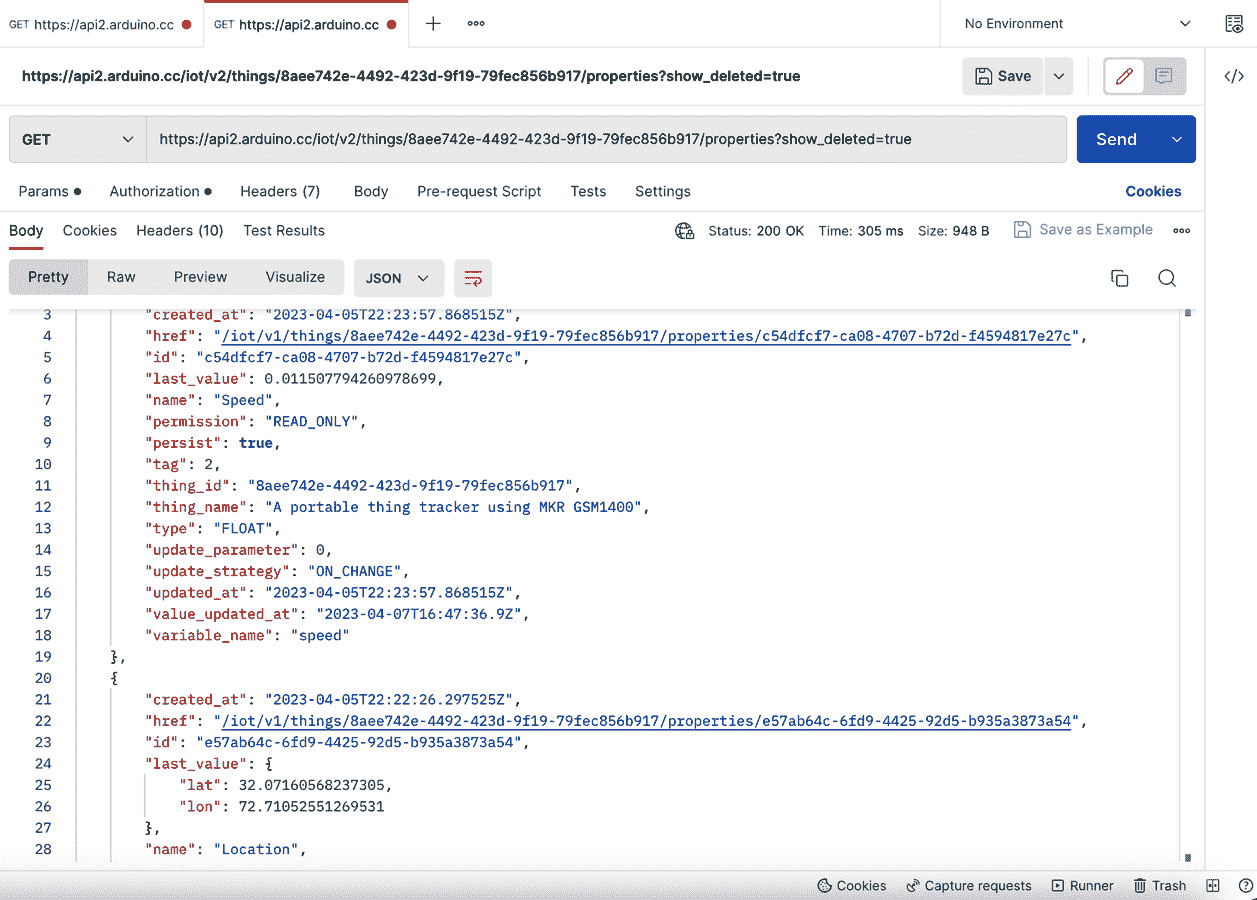 GET https://api2.arduino.cc GET https://api2.arduino.cc No Environment
https://api2.arduino.cc/iot/v2/things/8aee742e-4492-423d-9f19-79fec856b917/properties?show_deleted=true Save
GET https://api2.arduino.cc/iot/v2/things/8aee742e-4492-423d-9f19-79fec856b917/properties?show_deleted=true Send
Params Authorization Headers (7) Body Pre-request Script Tests Settings Cookies
Body Cookies Headers (10) Test Results Status: 200 OK Time: 305 ms Size: 948 B Save as Example
Pretty Raw Preview Visualize JSON
3 "created_at": "2023-04-05T22:23:57.868515Z",
4 "href": "/iot/v1/things/8aee742e-4492-423d-9f19-79fec856b917/properties/c54dfcf7-ca08-4707-b72d-f4594817e27c",
5 "id": "c54dfcf7-ca08-4707-b72d-f4594817e27c",
6 "last_value": 0.011507794260978699,
7 "name": "Speed",
8 "permission": "READ_ONLY",
9 "persist": true,
10 "tag": 2,
11 "thing_id": "8aee742e-4492-423d-9f19-79fec856b917",
12 "thing_name": "A portable thing tracker using MKR GSM1400",
13 "type": "FLOAT",
14 "update_parameter": 0,
15 "update_strategy": "ON_CHANGE",
16 "updated_at": "2023-04-05T22:23:57.868515Z",
17 "value_updated_at": "2023-04-07T16:47:36.9Z",
18 "variable_name": "speed"
19 },
20 {
21 "created_at": "2023-04-05T22:22:26.297525Z",
22 "href": "/iot/v1/things/8aee742e-4492-423d-9f19-79fec856b917/properties/e57ab64c-6fd9-4425-92d5-b935a3873a54",
23 "id": "e57ab64c-6fd9-4425-92d5-b935a3873a54",
24 "last_value": {
25 "lat": 32.07160568237305,
26 "lon": 72.71052551269531
27 },
28 "name": "Location",
Cookies Capture requests Runner Trash